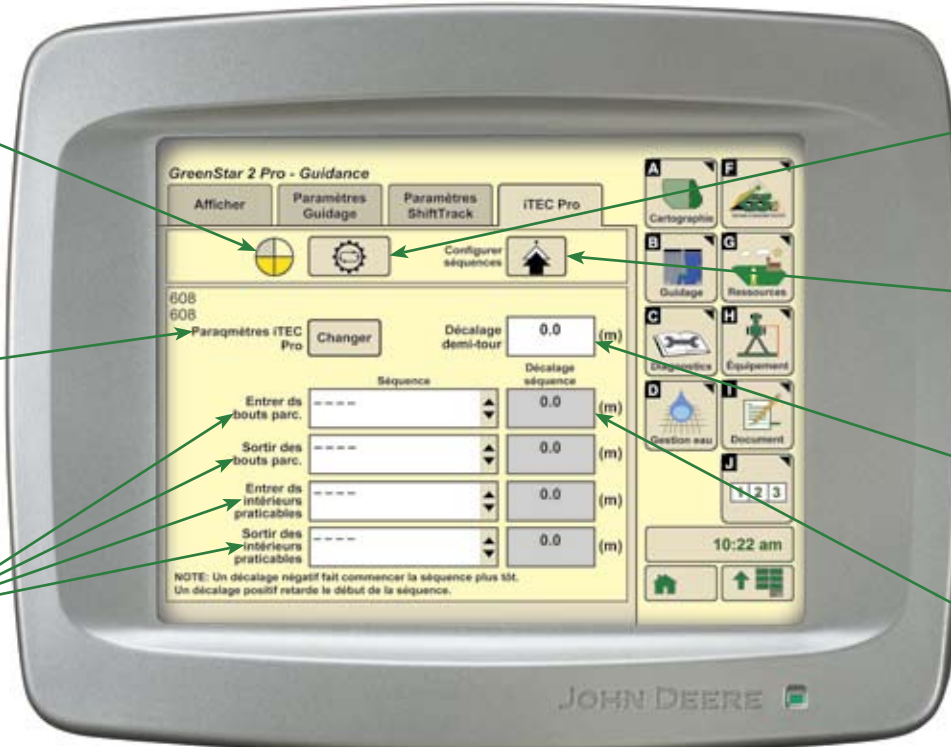 GreenStar 2 Pro - Guidance
Afficher
Paramètres
Guidage
Paramètres
ShiftTrack
iTEC Pro
Configurer
séquences
608
608
Paraqmètres iTEC
Pro
Changer
Décalage
demi-tour
0.0
(m)
Séquence
Décalage
séquence
Entrer ds
bouts parc.
----
0.0
(m)
Sortir des
bouts parc.
----
0.0
(m)
Entrer ds
intérieurs
praticables
----
0.0
(m)
Sortir des
intérieurs
praticables
----
0.0
(m)
NOTE: Un décalage négatif fait commencer la séquence plus tôt.
Un décalage positif retarde le début de la séquence.
A
Cartographie
F
B
Guidage
G
Ressources
C
Diagnostics
H
Équipement
D
Gestion eau
I
Document
J
1 2 3
10:22 am
JOHN DEERE